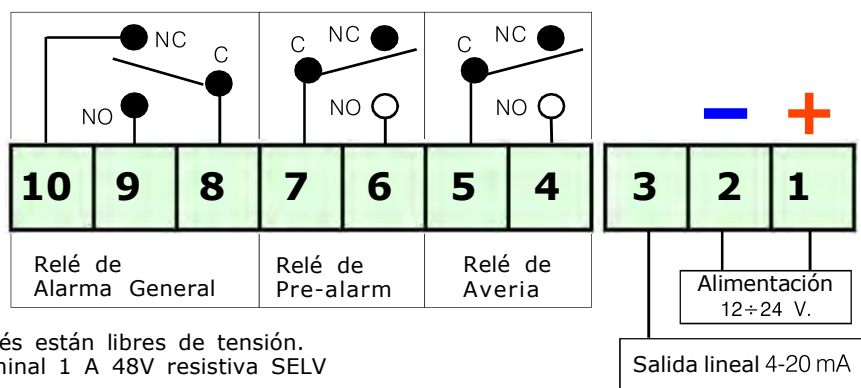 NC
C
NO
C
NC
NO
C
NC
NO
− +
10 9 8 7 6 5 4 3 2 1
Relé de
Alarma General
Relé de
Pre-alarm
Relé de
Averia
Alimentación
12÷24 V.
Salida lineal 4-20 mA
és están libres de tensión.
minal 1 A 48V resistiva SELV